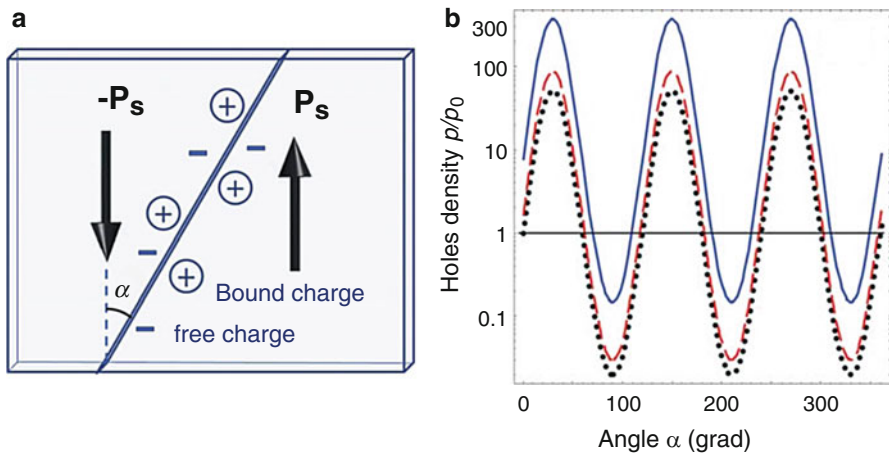 a
-Ps
Ps
α
Bound charge
free charge
b
Holes density p/p0
300
100
10
1
0.1
0
100
200
300
Angle α (grad)